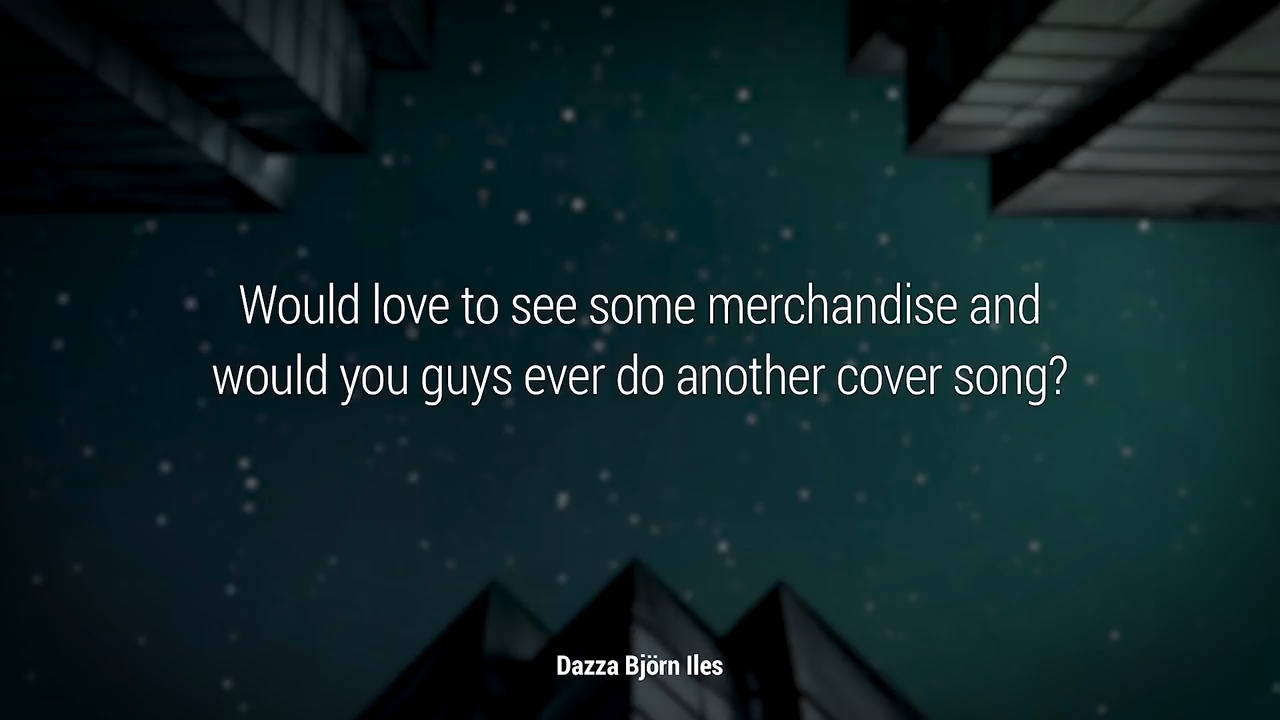 Would love to see some merchandise and
would you guys ever do another cover song?
Dazza Björn Iles